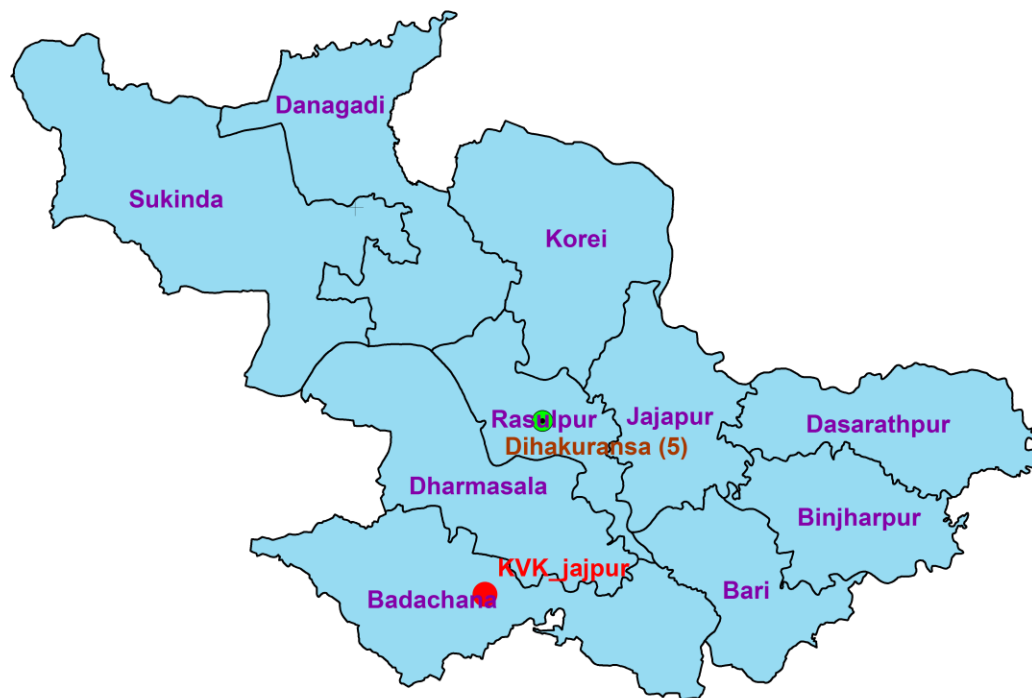 Danagadi
Sukinda
Korei
Rasulpur
Jajapur
Dasarathpur
Dihakuransa (5)
Dharmasala
Binjharpur
KVK_jajpur
Bari
Badachana